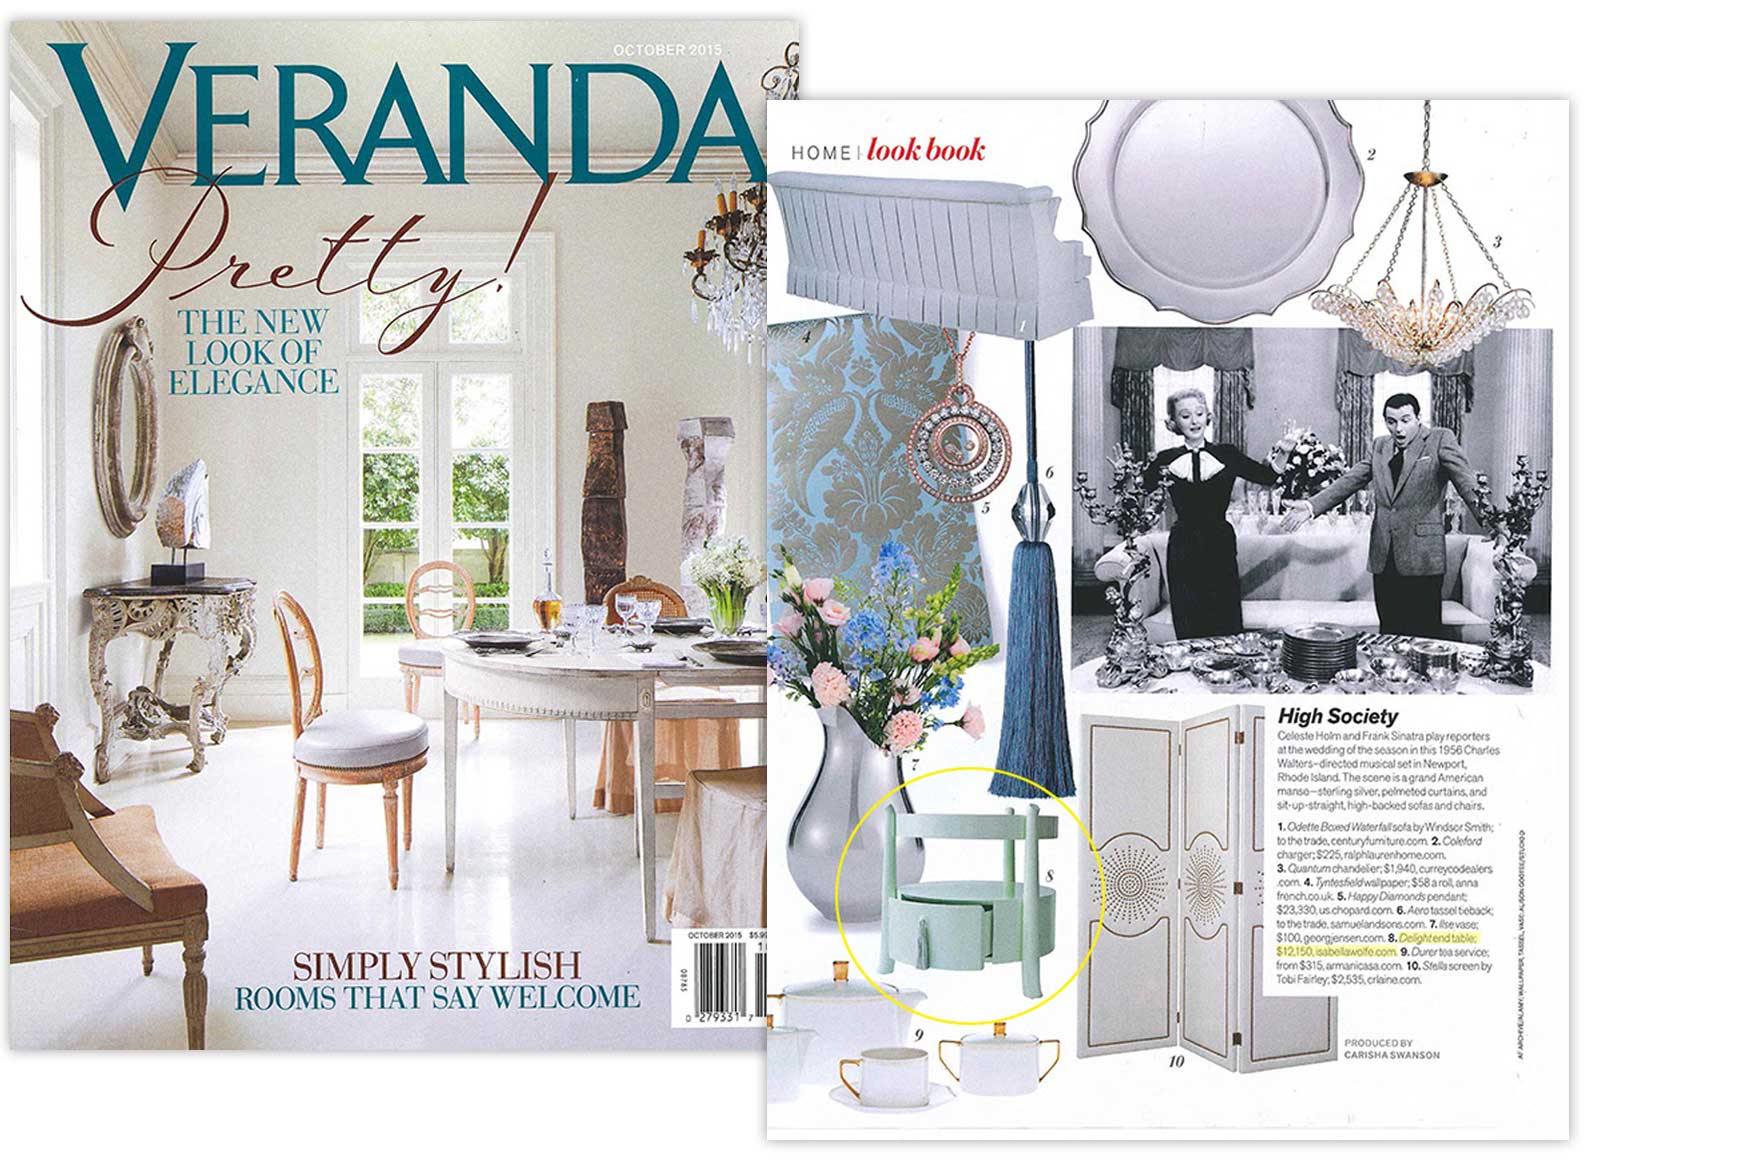 OCTOBER 2015
VERANDA
Pretty!
THE NEW
LOOK OF
ELEGANCE
SIMPLY STYLISH
ROOMS THAT SAY WELCOME
OCTOBER 2015
08785
0 279331 7
HOME | look book
1
2
3
4
5
6
7
8
9
10
High Society
Celeste Holm and Frank Sinatra play reporters
at the wedding of the season in this 1956 Charles
Walters–directed musical set in Newport,
Rhode Island. The scene is a grand American
manse—sterling silver, pelmeted curtains, and
sit-up-straight, high-backed sofas and chairs.
1. Odette Boxed Waterfall sofa by Windsor Smith;
to the trade, centuryfurniture.com. 2. Coleford
charger; $225, ralphlaurenhome.com.
3. Quantum chandelier; $1,940, curreycodealers
.com. 4. Tyntesfield wallpaper; $58 a roll, anna
french.co.uk. 5. Happy Diamonds pendant;
$23,330, us.chopard.com. 6. Aero tassel tieback;
to the trade, samuelandsons.com. 7. Ilse vase;
$100, georgjensen.com. 8. Delight end table;
$12,150, isabellawolfe.com. 9. Durer tea service;
from $315, armanicasa.com. 10. Stella screen by
Tobi Fairley; $2,535, crlaine.com.
PRODUCED BY
CARISHA SWANSON